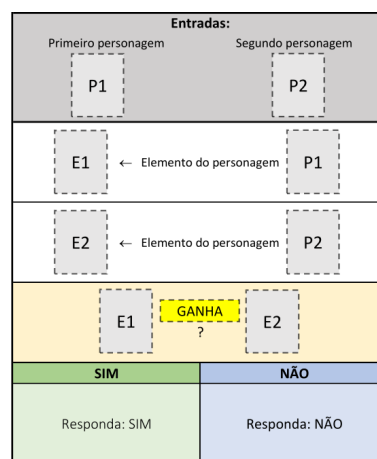 Entradas:
Primeiro personagem Segundo personagem
P1 P2
E1 ← Elemento do personagem P1
E2 ← Elemento do personagem P2
E1 GANHA E2
?
SIM NÃO
Responda: SIM Responda: NÃO